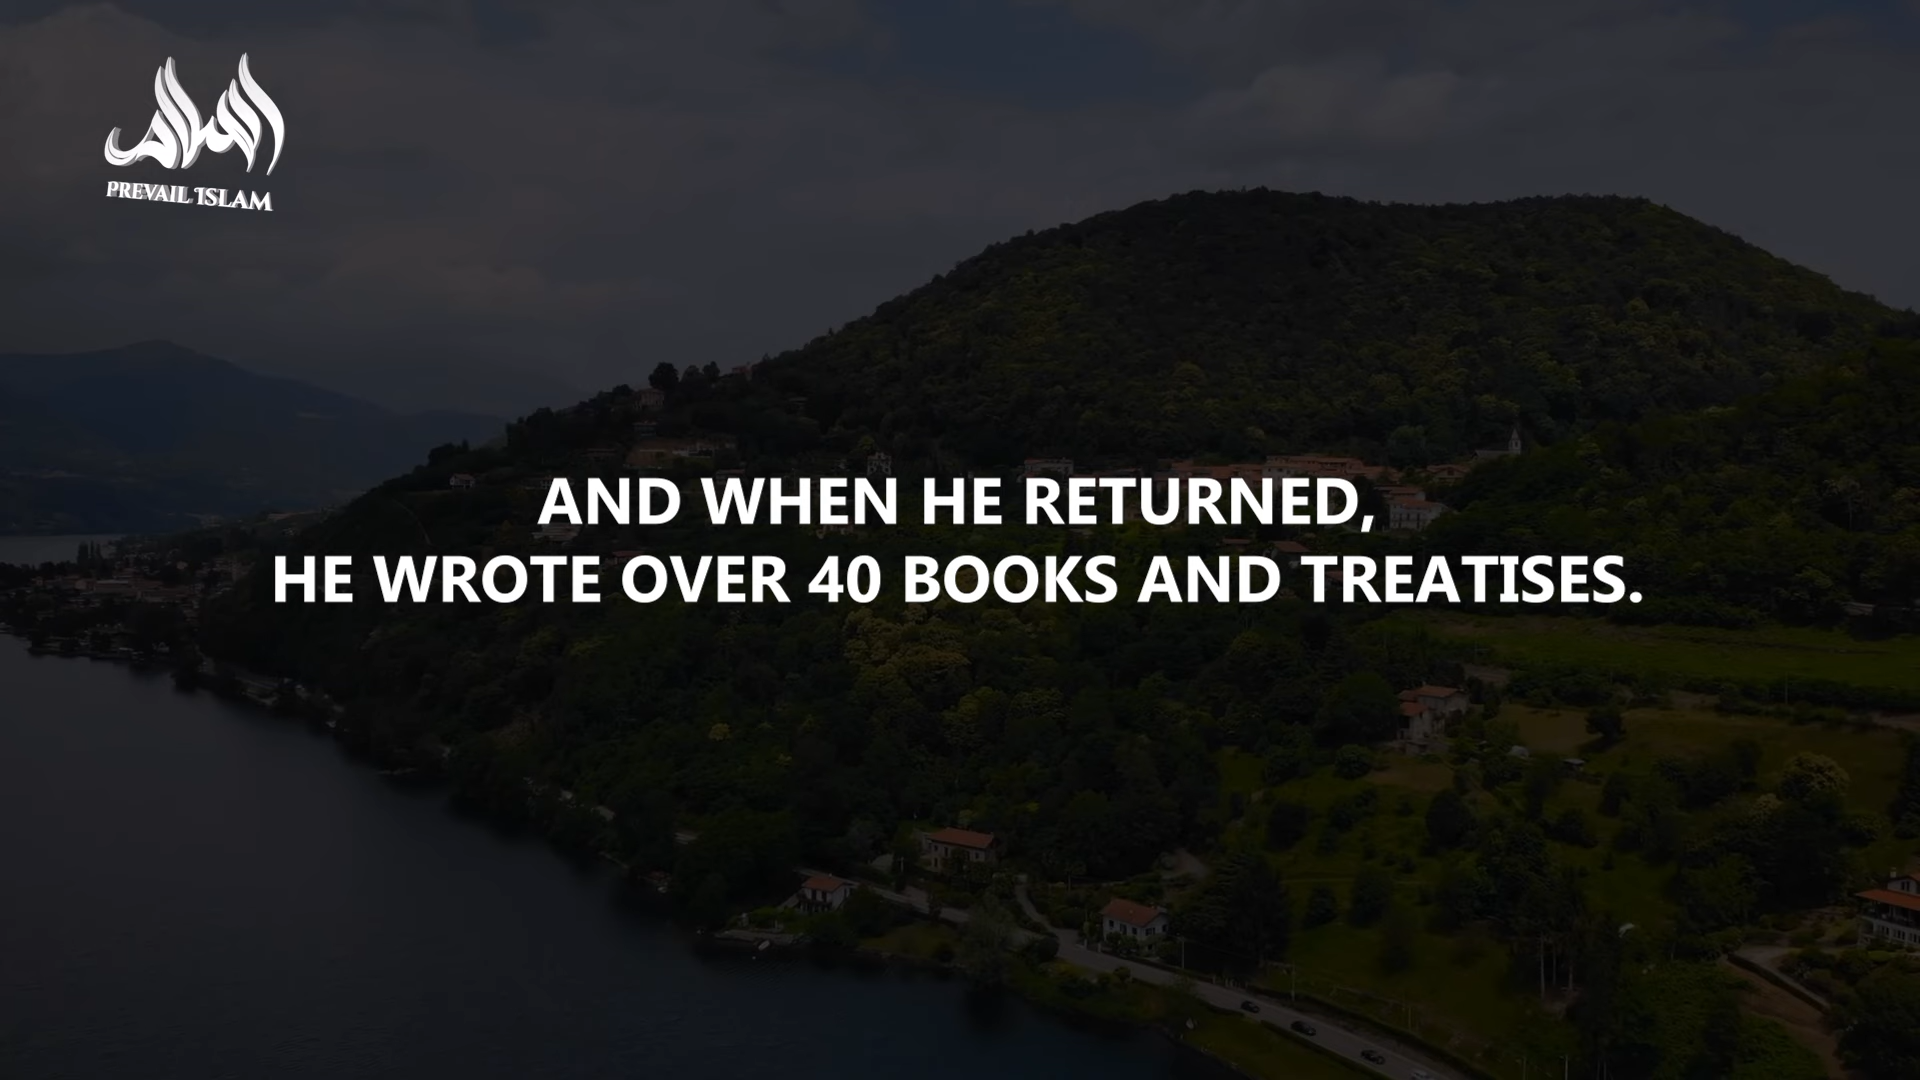 PREVAIL ISLAM
AND WHEN HE RETURNED,
HE WROTE OVER 40 BOOKS AND TREATISES.